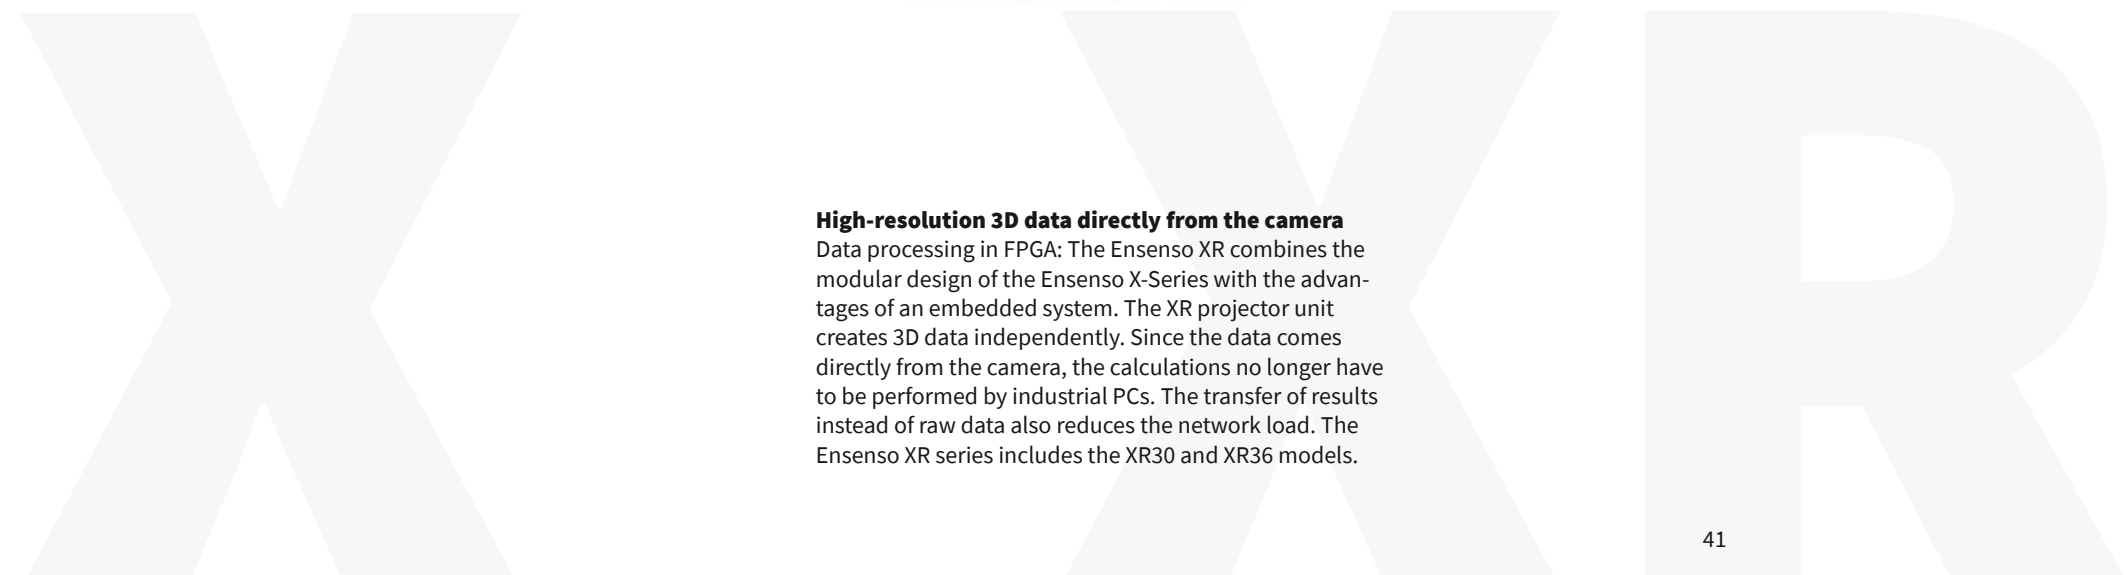 X
XR
High-resolution 3D data directly from the camera
Data processing in FPGA: The Ensenso XR combines the
modular design of the Ensenso X-Series with the advan-
tages of an embedded system. The XR projector unit
creates 3D data independently. Since the data comes
directly from the camera, the calculations no longer have
to be performed by industrial PCs. The transfer of results
instead of raw data also reduces the network load. The
Ensenso XR series includes the XR30 and XR36 models.
41